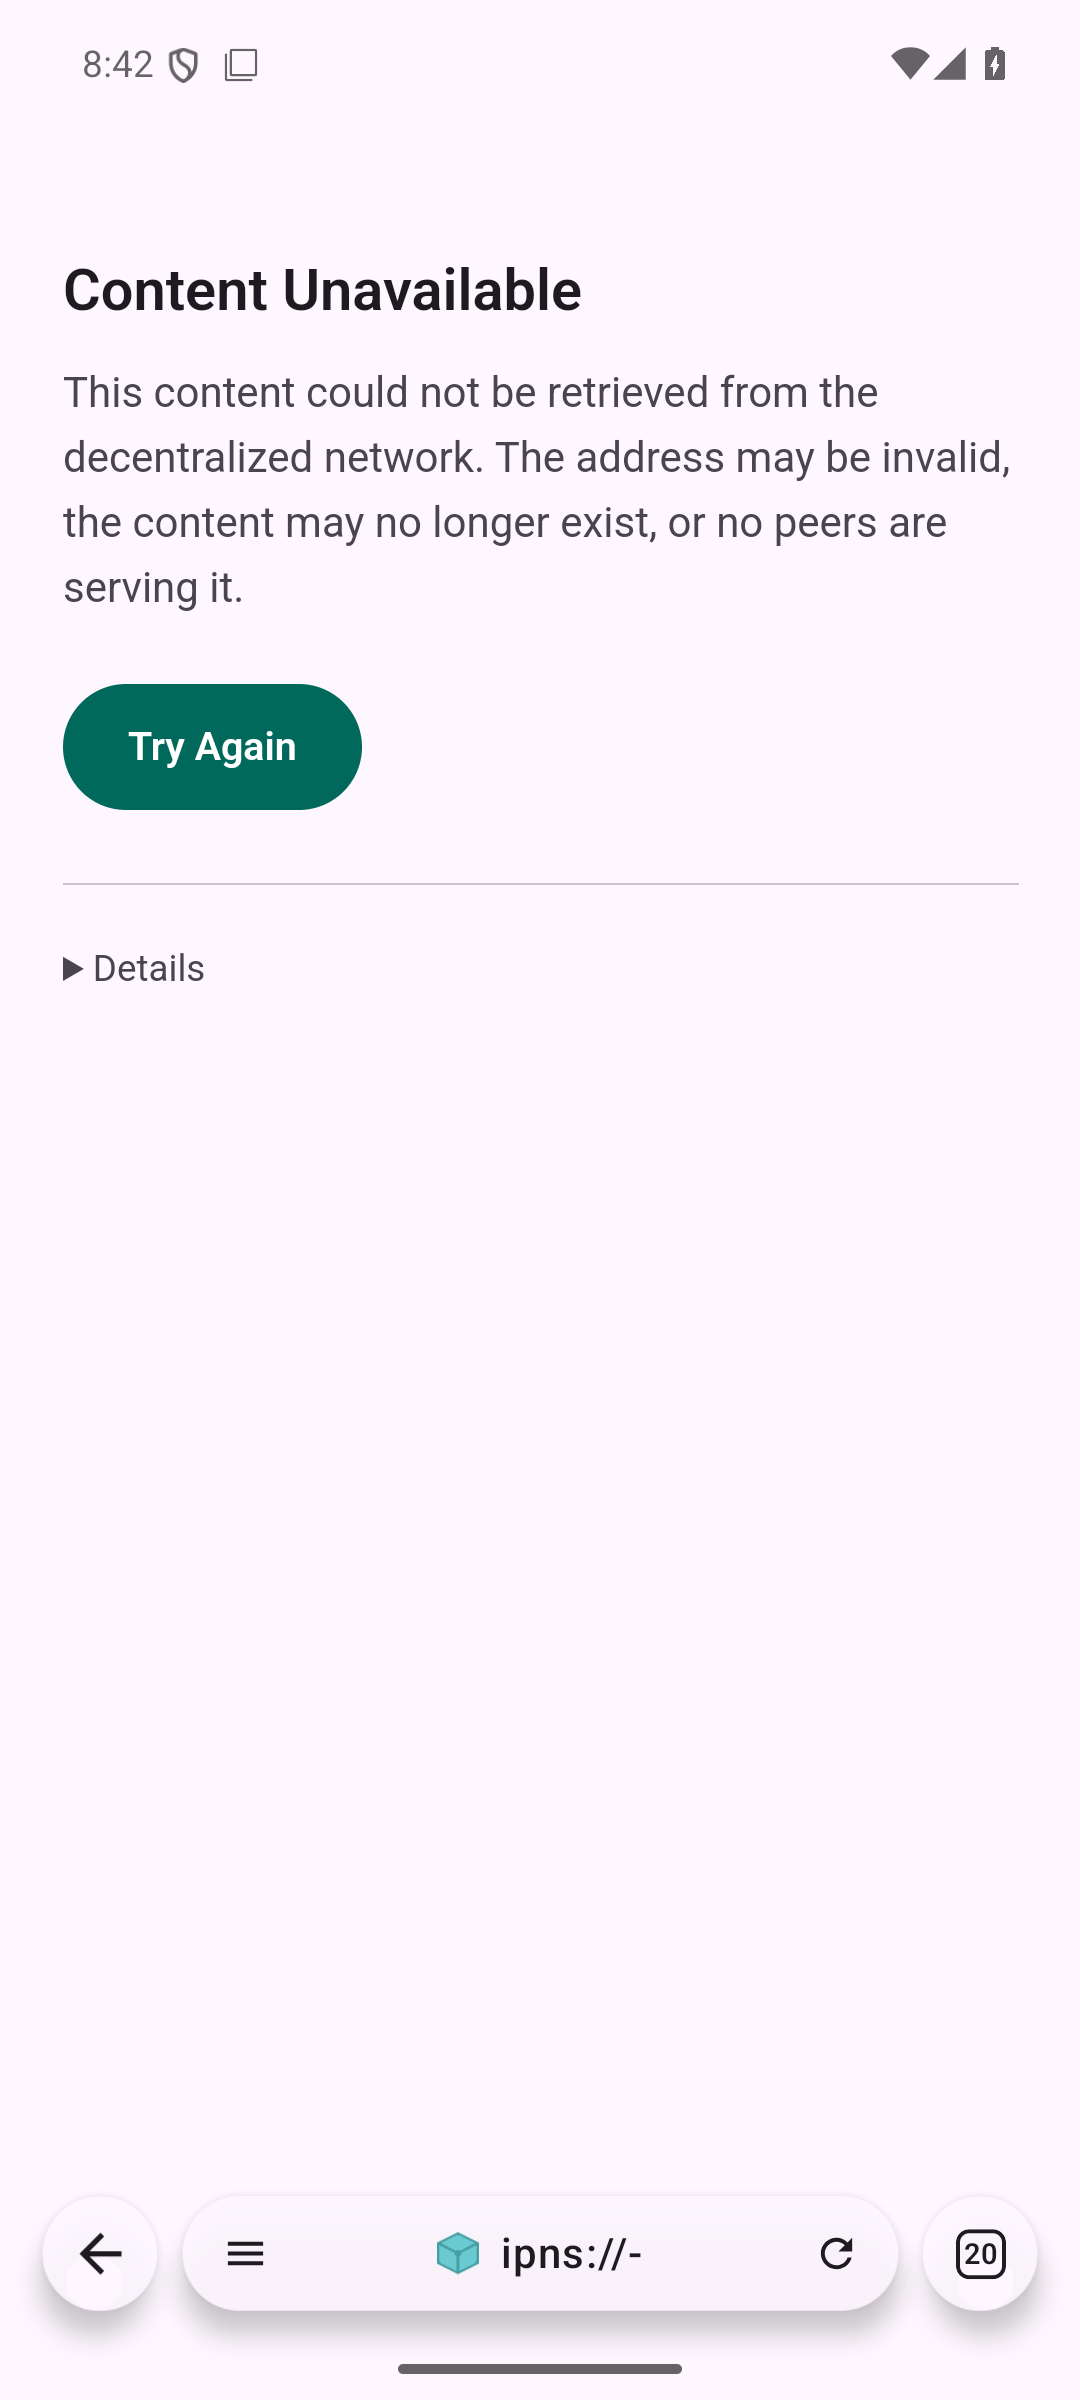 8:42
Content Unavailable
This content could not be retrieved from the
decentralized network. The address may be invalid,
the content may no longer exist, or no peers are
serving it.
Try Again
Details
ipns://-
20